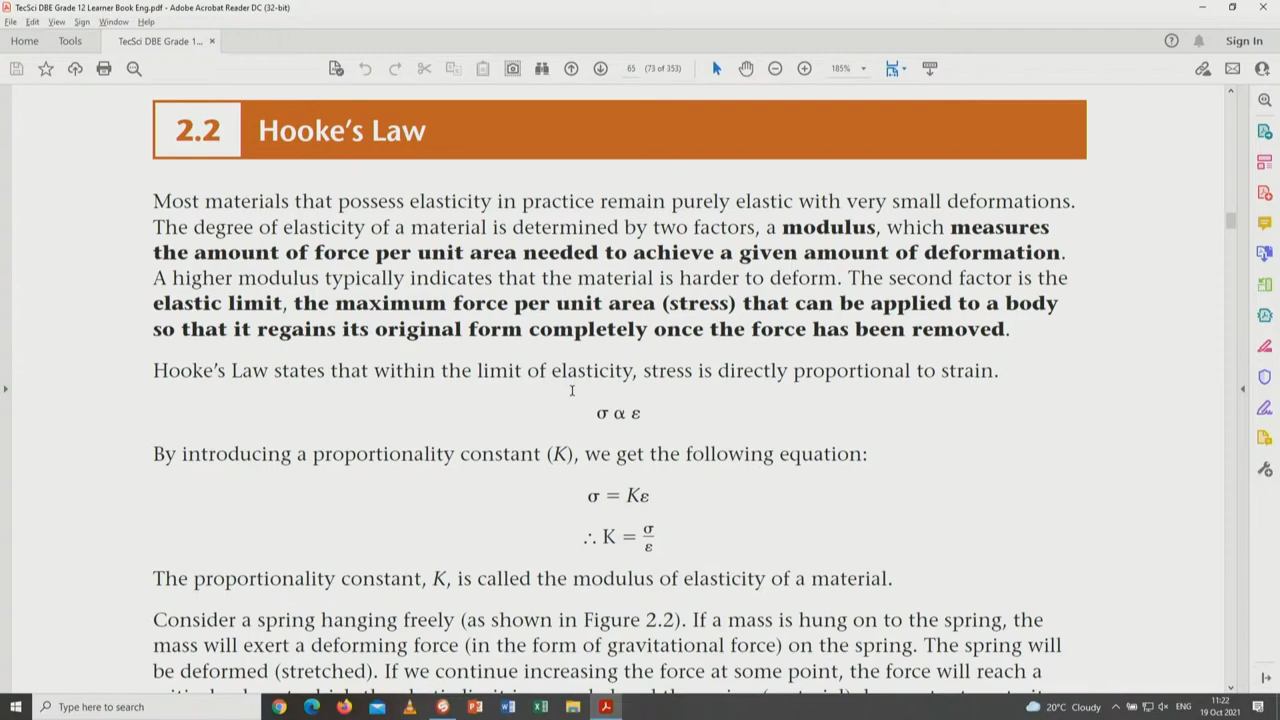 TecSci DBE Grade 12 Learner Book Eng.pdf - Adobe Acrobat Reader DC (32-bit)
File Edit View Sign Window Help
Home Tools TecSci DBE Grade 1... × Sign In
65 (73 of 353) 185%
2.2 Hooke's Law
Most materials that possess elasticity in practice remain purely elastic with very small deformations.
The degree of elasticity of a material is determined by two factors, a modulus, which measures
the amount of force per unit area needed to achieve a given amount of deformation.
A higher modulus typically indicates that the material is harder to deform. The second factor is the
elastic limit, the maximum force per unit area (stress) that can be applied to a body
so that it regains its original form completely once the force has been removed.
Hooke's Law states that within the limit of elasticity, stress is directly proportional to strain.
σ α ε
By introducing a proportionality constant (K), we get the following equation:
σ = Kε
∴ K = σ/ε
The proportionality constant, K, is called the modulus of elasticity of a material.
Consider a spring hanging freely (as shown in Figure 2.2). If a mass is hung on to the spring, the
mass will exert a deforming force (in the form of gravitational force) on the spring. The spring will
be deformed (stretched). If we continue increasing the force at some point, the force will reach a
Type here to search 20°C Cloudy ENG 11:22
19 Oct 2021